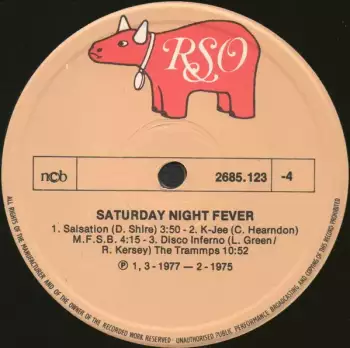 RSO
ncb
2685.123
-4
SATURDAY NIGHT FEVER
1. Salsation (D. Shire) 3:50 - 2. K-Jee (C. Hearndon)
M.F.S.B. 4:15 - 3. Disco Inferno (L. Green/
R. Kersey) The Trammps 10:52
Ⓟ 1, 3-1977 — 2-1975
ALL RIGHTS OF THE MANUFACTURER AND OF THE OWNER OF THE RECORDED WORK RESERVED - UNAUTHORISED PUBLIC PERFORMANCE, BROADCASTING AND COPYING OF THIS RECORD PROHIBITED